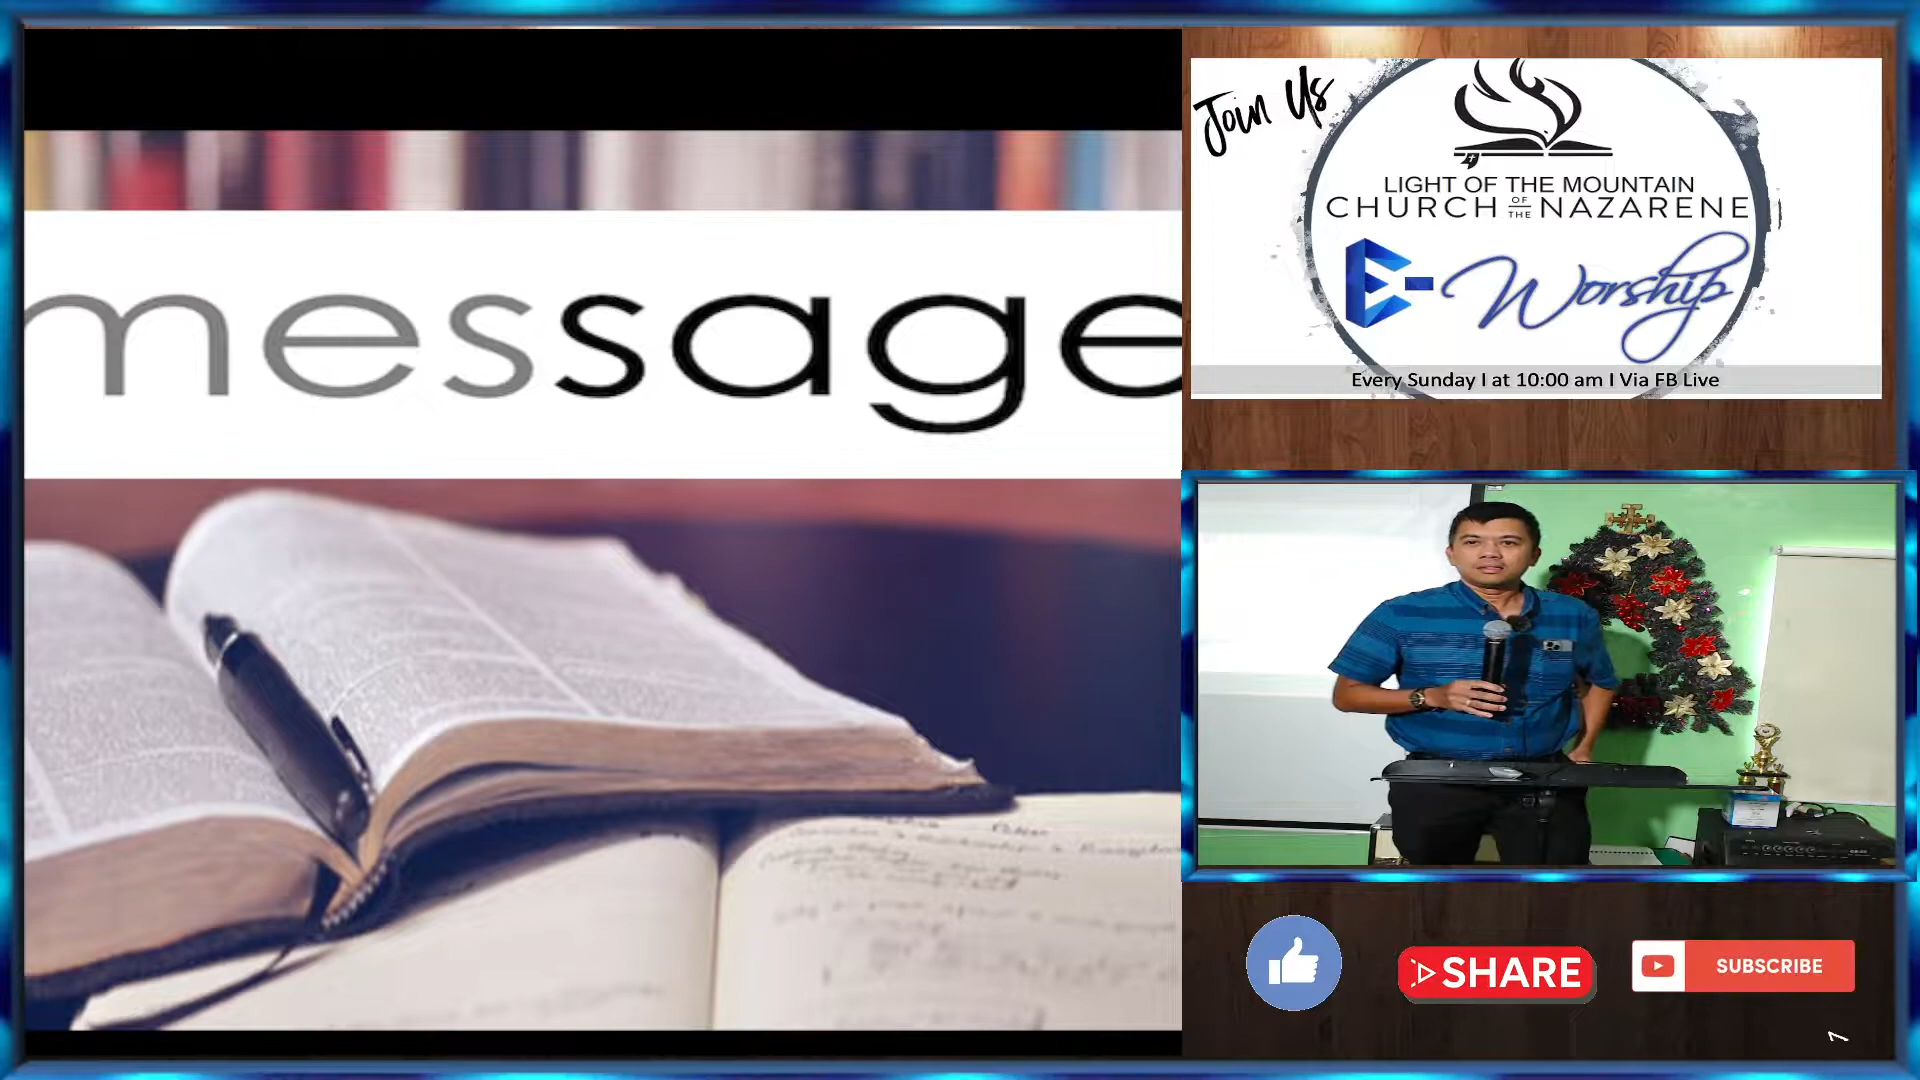 message
Join Us
LIGHT OF THE MOUNTAIN
CHURCH OF THE NAZARENE
E-Worship
Every Sunday I at 10:00 am I Via FB Live
SHARE
SUBSCRIBE